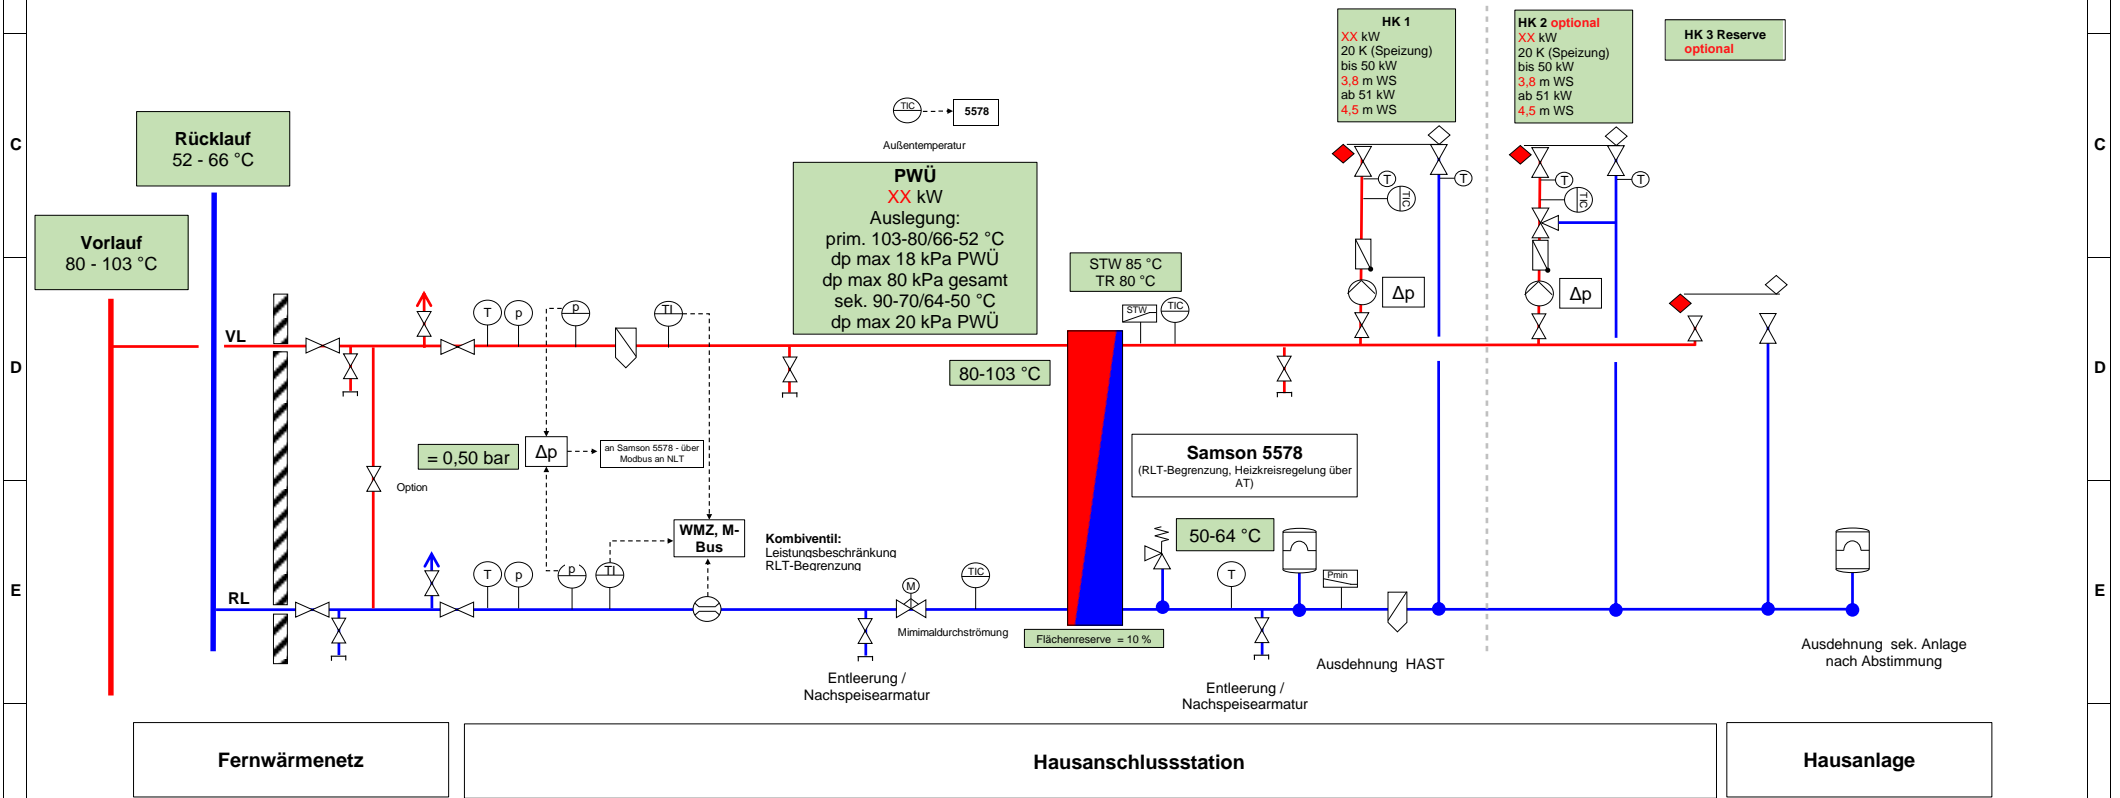 HK 1
XX kW
20 K (Speizung)
bis 50 kW
3,8 m WS
ab 51 kW
4,5 m WS
HK 2 optional
XX kW
20 K (Speizung)
bis 50 kW
3,8 m WS
ab 51 kW
4,5 m WS
HK 3 Reserve
optional
C
C
TIC
5578
Außentemperatur
Rücklauf
52 - 66 °C
Vorlauf
80 - 103 °C
PWÜ
XX kW
Auslegung:
prim. 103-80/66-52 °C
dp max 18 kPa PWÜ
dp max 80 kPa gesamt
sek. 90-70/64-50 °C
dp max 20 kPa PWÜ
STW 85 °C
TR 80 °C
STW
TIC
T
TIC
T
T
TIC
T
Δp
Δp
VL
T
p
p
TI
D
D
80-103 °C
= 0,50 bar
Δp
an Samson 5578 - über
Modbus an NLT
Option
Samson 5578
(RLT-Begrenzung, Heizkreisregelung über
AT)
WMZ, M-
Bus
Kombiventil:
Leistungsbeschränkung
RLT-Begrenzung
50-64 °C
E
E
RL
T
p
p
TI
M
TIC
T
Pmin
Mimimaldurchströmung
Flächenreserve = 10 %
Entleerung /
Nachspeisearmatur
Entleerung /
Nachspeisearmatur
Ausdehnung HAST
Ausdehnung sek. Anlage
nach Abstimmung
Fernwärmenetz
Hausanschlussstation
Hausanlage